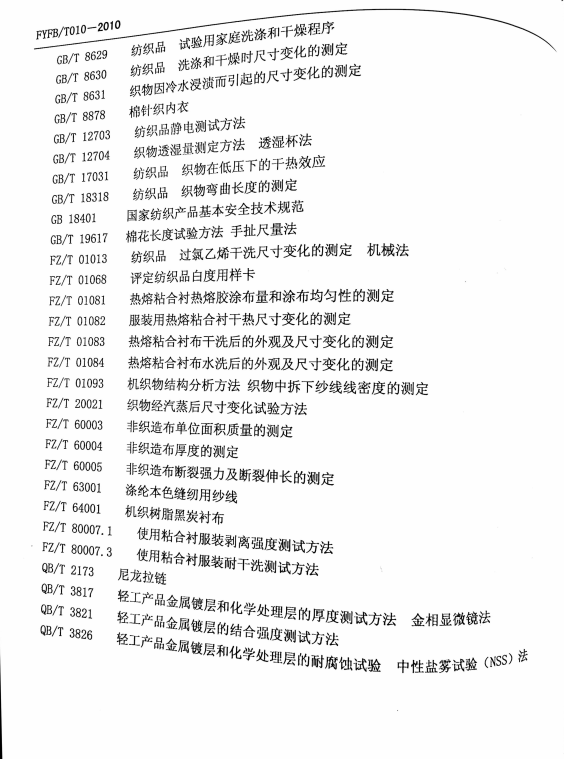 FYFB/T010—2010
GB/T 8629 纺织品 试验用家庭洗涤和干燥程序
GB/T 8630 纺织品 洗涤和干燥时尺寸变化的测定
GB/T 8631 织物因冷水浸渍而引起的尺寸变化的测定
GB/T 8878 棉针织内衣
GB/T 12703 纺织品静电测试方法
GB/T 12704 织物透湿量测定方法 透湿杯法
GB/T 17031 纺织品 织物在低压下的干热效应
GB/T 18318 纺织品 织物弯曲长度的测定
GB 18401 国家纺织产品基本安全技术规范
GB/T 19617 棉花长度试验方法 手扯尺量法
FZ/T 01013 纺织品 过氯乙烯干洗尺寸变化的测定 机械法
FZ/T 01068 评定纺织品白度用样卡
FZ/T 01081 热熔粘合衬热熔胶涂布量和涂布均匀性的测定
FZ/T 01082 服装用热熔粘合衬干热尺寸变化的测定
FZ/T 01083 热熔粘合衬布干洗后的外观及尺寸变化的测定
FZ/T 01084 热熔粘合衬布水洗后的外观及尺寸变化的测定
FZ/T 01093 机织物结构分析方法 织物中拆下纱线线密度的测定
FZ/T 20021 织物经汽蒸后尺寸变化试验方法
FZ/T 60003 非织造布单位面积质量的测定
FZ/T 60004 非织造布厚度的测定
FZ/T 60005 非织造布断裂强力及断裂伸长的测定
FZ/T 63001 涤纶本色缝纫用纱线
FZ/T 64001 机织树脂黑炭衬布
FZ/T 80007.1 使用粘合衬服装剥离强度测试方法
FZ/T 80007.3 使用粘合衬服装耐干洗测试方法
QB/T 2173 尼龙拉链
QB/T 3817 轻工产品金属镀层和化学处理层的厚度测试方法 金相显微镜法
QB/T 3821 轻工产品金属镀层的结合强度测试方法
QB/T 3826 轻工产品金属镀层和化学处理层的耐腐蚀试验 中性盐雾试验（NSS）法